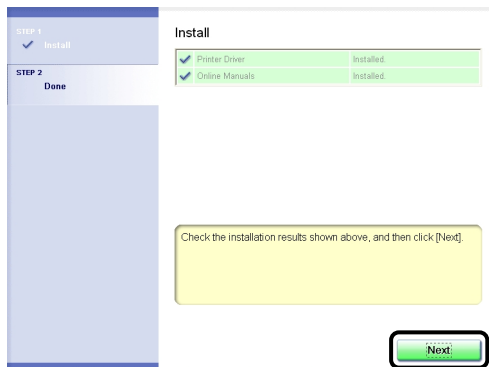 STEP 1
Install
STEP 2
Done
Install
Printer Driver Installed.
Online Manuals Installed.
Check the installation results shown above, and then click [Next].
Next